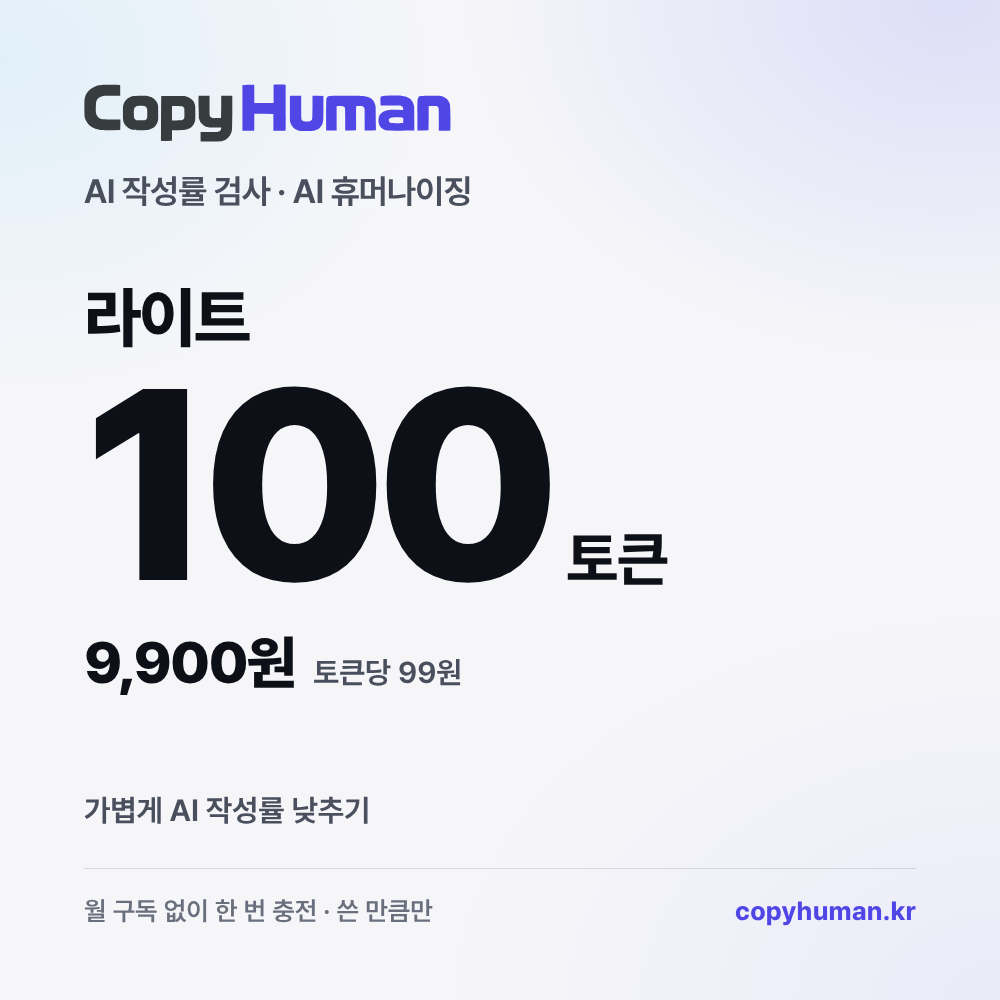 CopyHuman
AI 작성률 검사 · AI 휴머나이징
라이트
100 토큰
9,900원 토큰당 99원
가볍게 AI 작성률 낮추기
월 구독 없이 한 번 충전 · 쓴 만큼만
copyhuman.kr